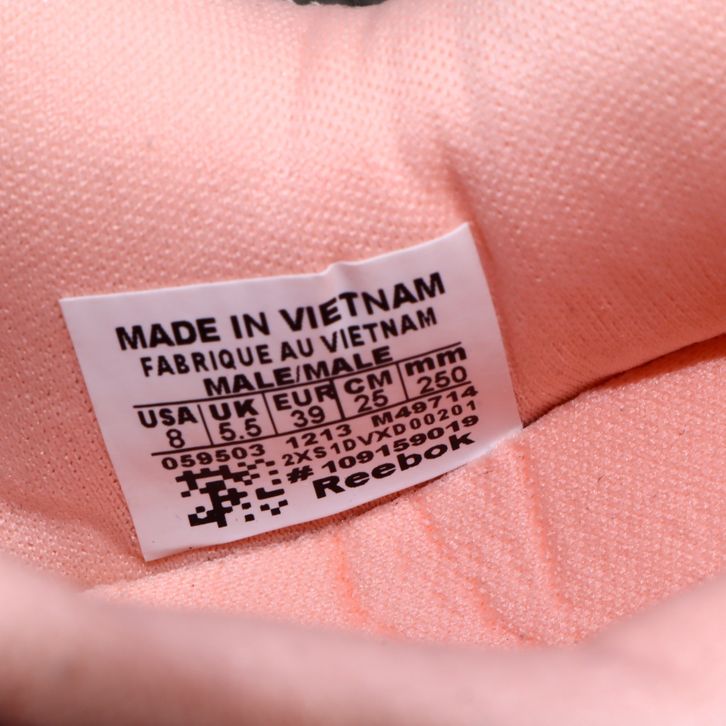 MADE IN VIETNAM
FABRIQUE AU VIETNAM
MALE/MALE
USA UK EUR CM mm
8 5.5 39 25 250
059503 1213 M49714
2XS1DVXD00201
# 109159019
Reebok